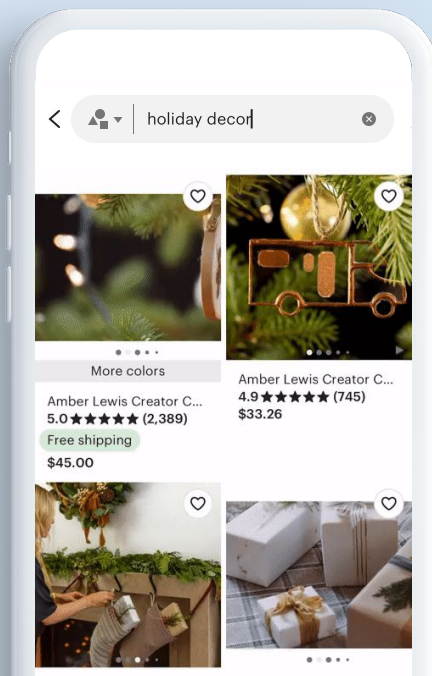 holiday decor
More colors
Amber Lewis Creator C...
5.0★★★★★ (2,389)
Free shipping
$45.00
Amber Lewis Creator C...
4.9★★★★★ (745)
$33.26